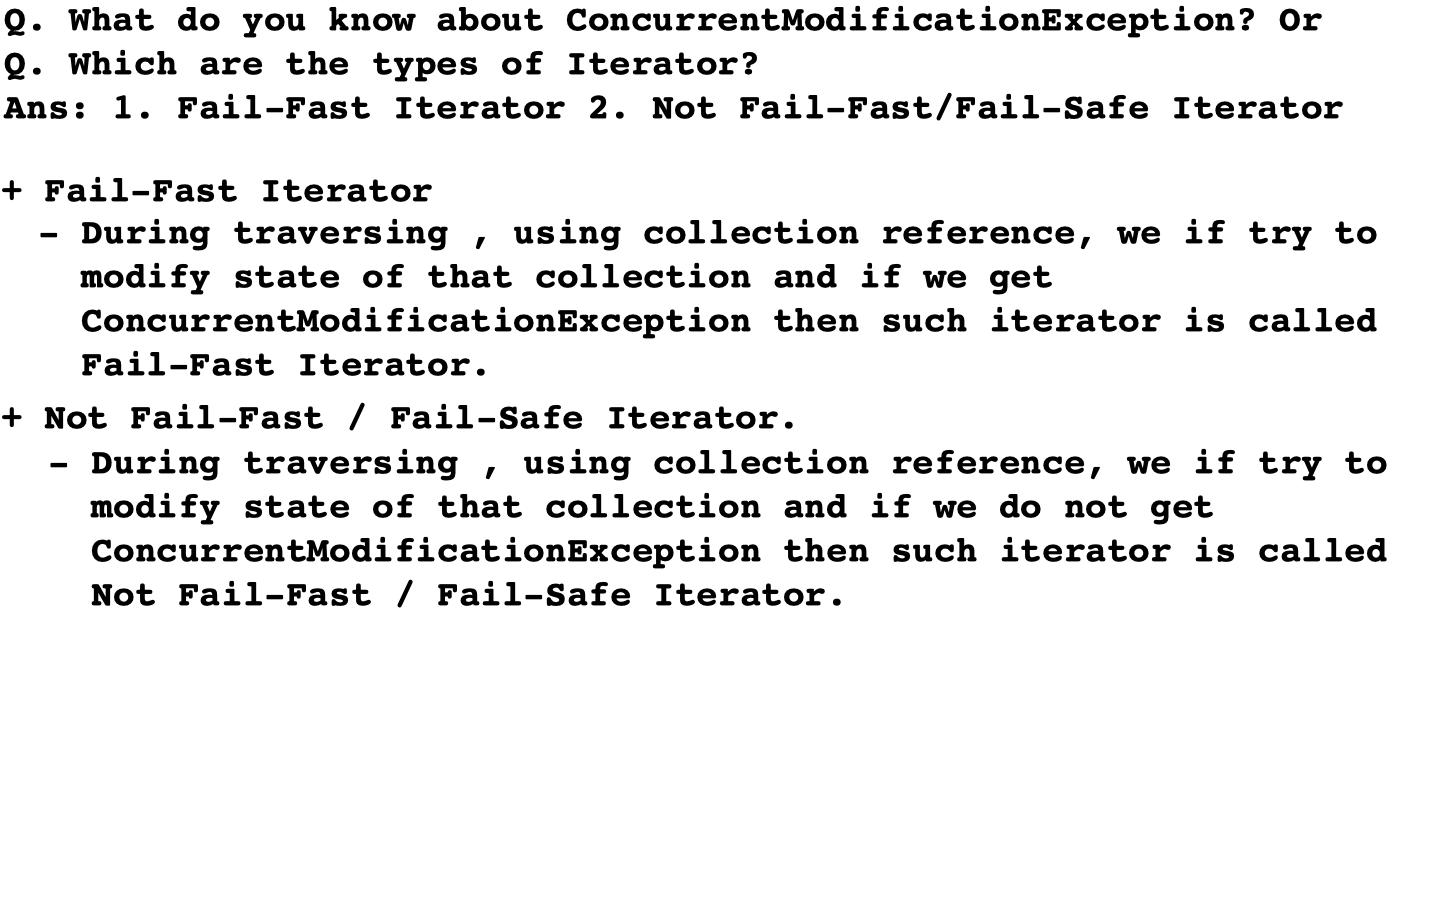 Q. What do you know about ConcurrentModificationException? Or
Q. Which are the types of Iterator?
Ans: 1. Fail-Fast Iterator 2. Not Fail-Fast/Fail-Safe Iterator
+ Fail-Fast Iterator
- During traversing , using collection reference, we if try to
modify state of that collection and if we get
ConcurrentModificationException then such iterator is called
Fail-Fast Iterator.
+ Not Fail-Fast / Fail-Safe Iterator.
- During traversing , using collection reference, we if try to
modify state of that collection and if we do not get
ConcurrentModificationException then such iterator is called
Not Fail-Fast / Fail-Safe Iterator.